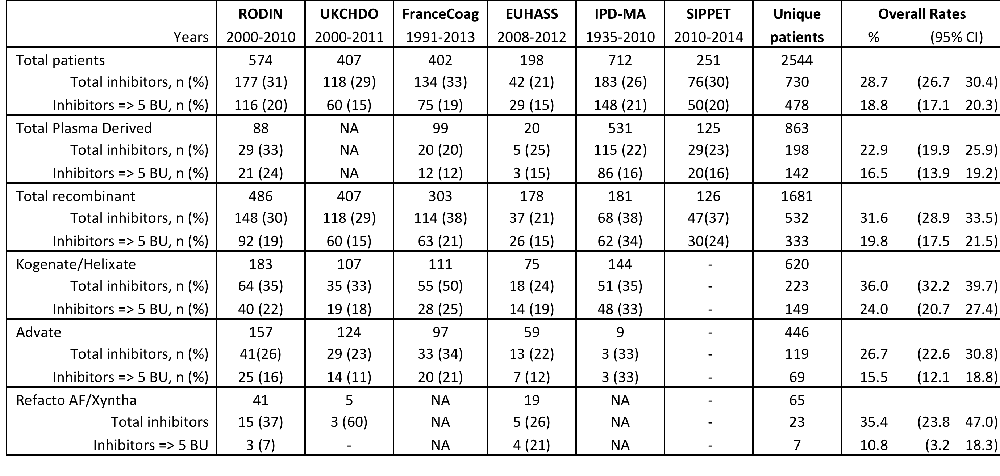 RODIN UKCHDO FranceCoag EUHASS IPD-MA SIPPET Unique Overall Rates
Years 2000-2010 2000-2011 1991-2013 2008-2012 1935-2010 2010-2014 patients % (95% CI)
Total patients 574 407 402 198 712 251 2544
Total inhibitors, n (%) 177 (31) 118 (29) 134 (33) 42 (21) 183 (26) 76(30) 730 28.7 (26.7 30.4)
Inhibitors => 5 BU, n (%) 116 (20) 60 (15) 75 (19) 29 (15) 148 (21) 50(20) 478 18.8 (17.1 20.3)
Total Plasma Derived 88 NA 99 20 531 125 863
Total inhibitors, n (%) 29 (33) NA 20 (20) 5 (25) 115 (22) 29(23) 198 22.9 (19.9 25.9)
Inhibitors => 5 BU, n (%) 21 (24) NA 12 (12) 3 (15) 86 (16) 20(16) 142 16.5 (13.9 19.2)
Total recombinant 486 407 303 178 181 126 1681
Total inhibitors, n (%) 148 (30) 118 (29) 114 (38) 37 (21) 68 (38) 47(37) 532 31.6 (28.9 33.5)
Inhibitors => 5 BU, n (%) 92 (19) 60 (15) 63 (21) 26 (15) 62 (34) 30(24) 333 19.8 (17.5 21.5)
Kogenate/Helixate 183 107 111 75 144 - 620
Total inhibitors, n (%) 64 (35) 35 (33) 55 (50) 18 (24) 51 (35) - 223 36.0 (32.2 39.7)
Inhibitors => 5 BU, n (%) 40 (22) 19 (18) 28 (25) 14 (19) 48 (33) - 149 24.0 (20.7 27.4)
Advate 157 124 97 59 9 - 446
Total inhibitors, n (%) 41(26) 29 (23) 33 (34) 13 (22) 3 (33) - 119 26.7 (22.6 30.8)
Inhibitors => 5 BU, n (%) 25 (16) 14 (11) 20 (21) 7 (12) 3 (33) - 69 15.5 (12.1 18.8)
Refacto AF/Xyntha 41 5 NA 19 NA - 65
Total inhibitors 15 (37) 3 (60) NA 5 (26) NA - 23 35.4 (23.8 47.0)
Inhibitors => 5 BU 3 (7) - NA 4 (21) NA - 7 10.8 (3.2 18.3)